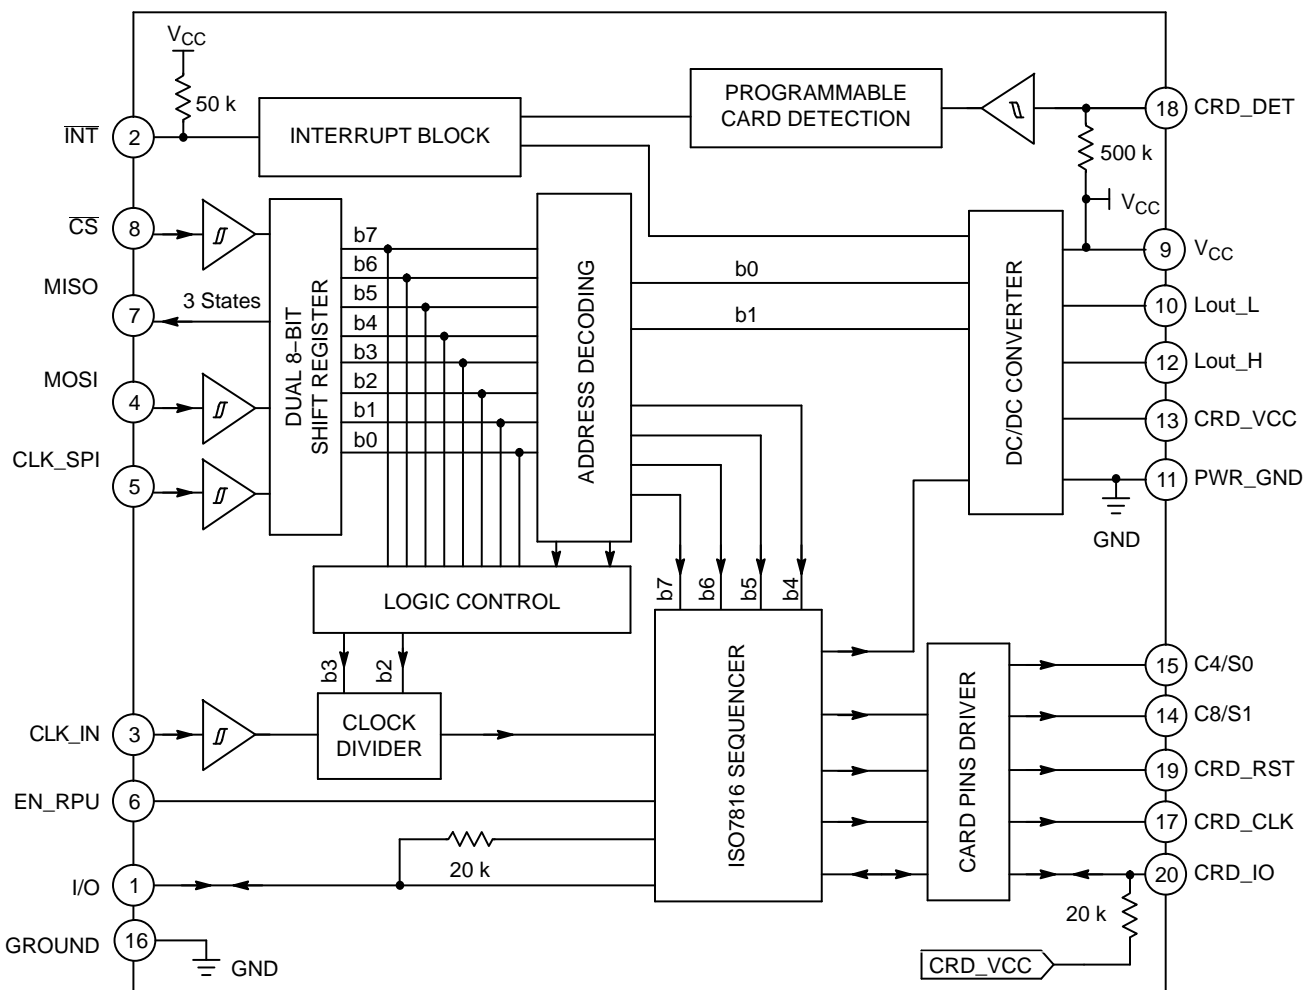 VCC
50 k
INT
2
INTERRUPT BLOCK
PROGRAMMABLE
CARD DETECTION
18
CRD_DET
500 k
VCC
CS
8
MISO
7
3 States
MOSI
4
CLK_SPI
5
DUAL 8–BIT
SHIFT REGISTER
b7
b6
b5
b4
b3
b2
b1
b0
ADDRESS DECODING
b0
b1
DC/DC CONVERTER
9
VCC
10
Lout_L
12
Lout_H
13
CRD_VCC
11
PWR_GND
GND
b7
b6
b5
b4
LOGIC CONTROL
b3
b2
CLK_IN
3
CLOCK
DIVIDER
EN_RPU
6
20 k
I/O
1
GROUND
16
GND
ISO7816 SEQUENCER
CARD PINS DRIVER
15
C4/S0
14
C8/S1
19
CRD_RST
17
CRD_CLK
20
CRD_IO
20 k
CRD_VCC